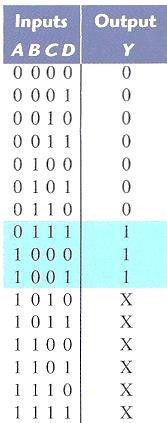 Inputs Output
A B C D Y
0 0 0 0 0
0 0 0 1 0
0 0 1 0 0
0 0 1 1 0
0 1 0 0 0
0 1 0 1 0
0 1 1 0 0
0 1 1 1 1
1 0 0 0 1
1 0 0 1 1
1 0 1 0 X
1 0 1 1 X
1 1 0 0 X
1 1 0 1 X
1 1 1 0 X
1 1 1 1 X